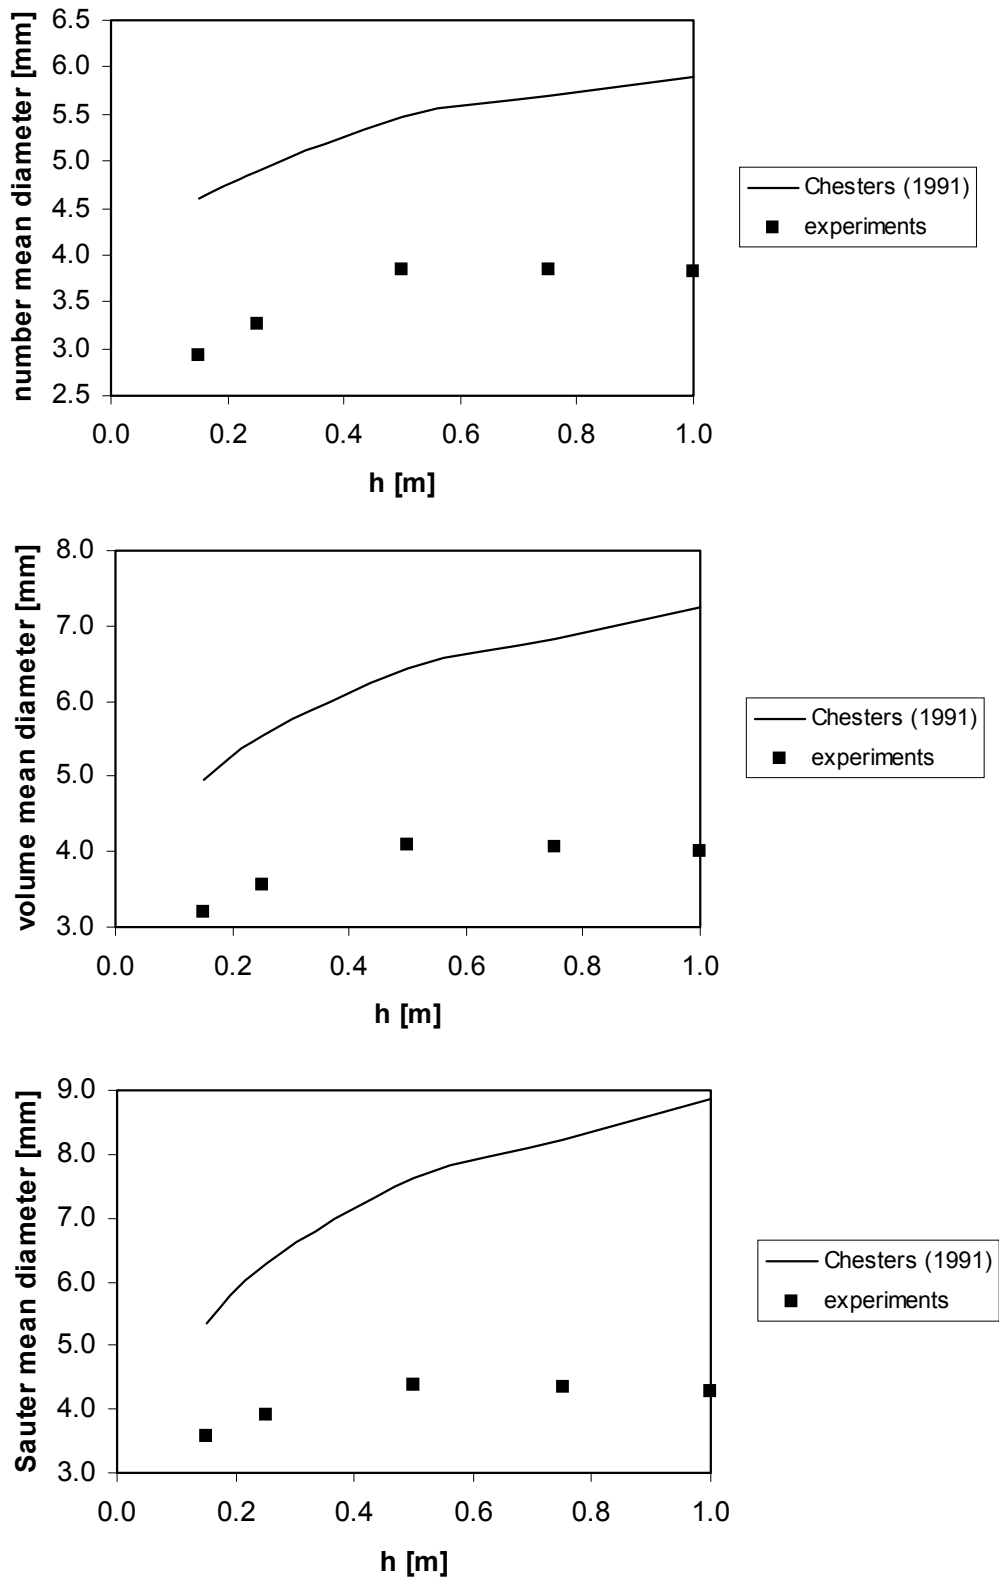 number mean diameter [mm]
6.5
6.0
5.5
5.0
4.5
4.0
3.5
3.0
2.5
0.0 0.2 0.4 0.6 0.8 1.0
h [m]
Chesters (1991)
experiments
volume mean diameter [mm]
8.0
7.0
6.0
5.0
4.0
3.0
0.0 0.2 0.4 0.6 0.8 1.0
h [m]
Chesters (1991)
experiments
Sauter mean diameter [mm]
9.0
8.0
7.0
6.0
5.0
4.0
3.0
0.0 0.2 0.4 0.6 0.8 1.0
h [m]
Chesters (1991)
experiments